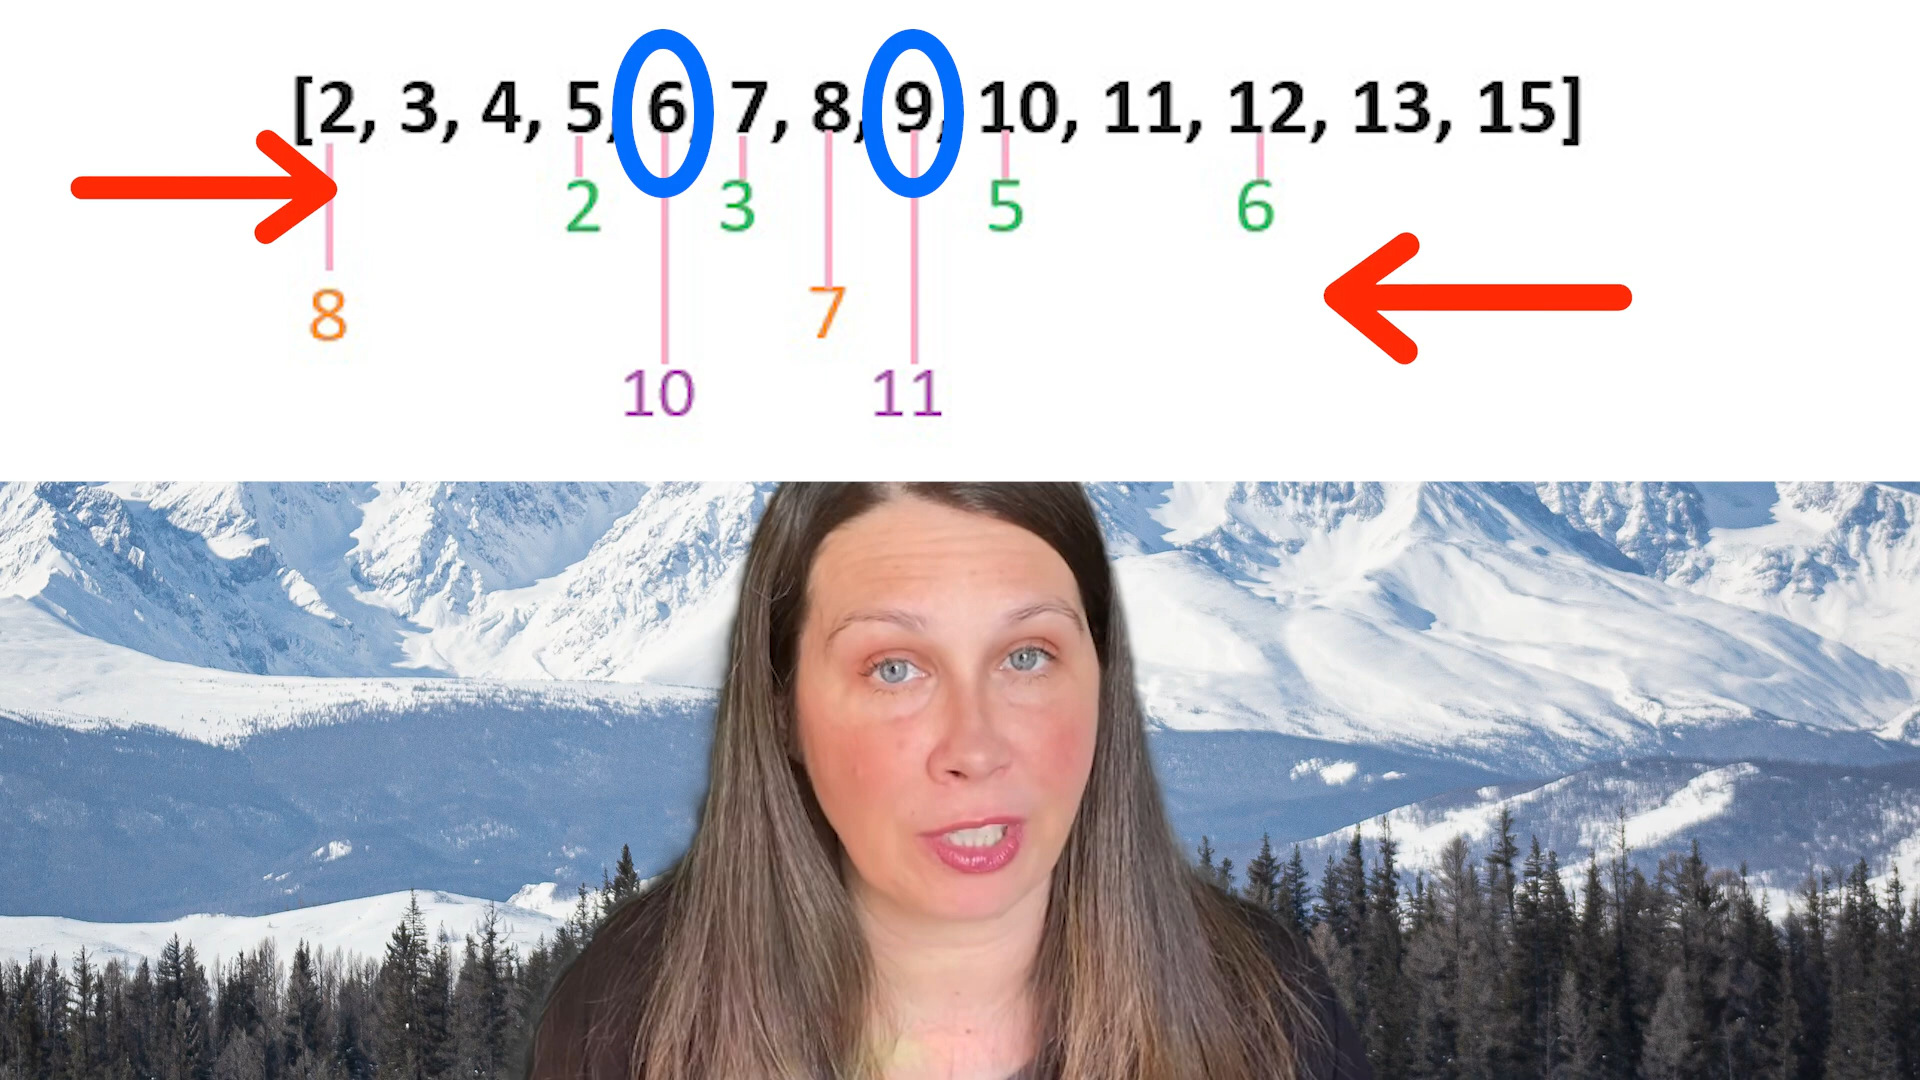 [2, 3, 4, 5, 6, 7, 8, 9, 10, 11, 12, 13, 15]
2 3 5 6
8 7
10 11